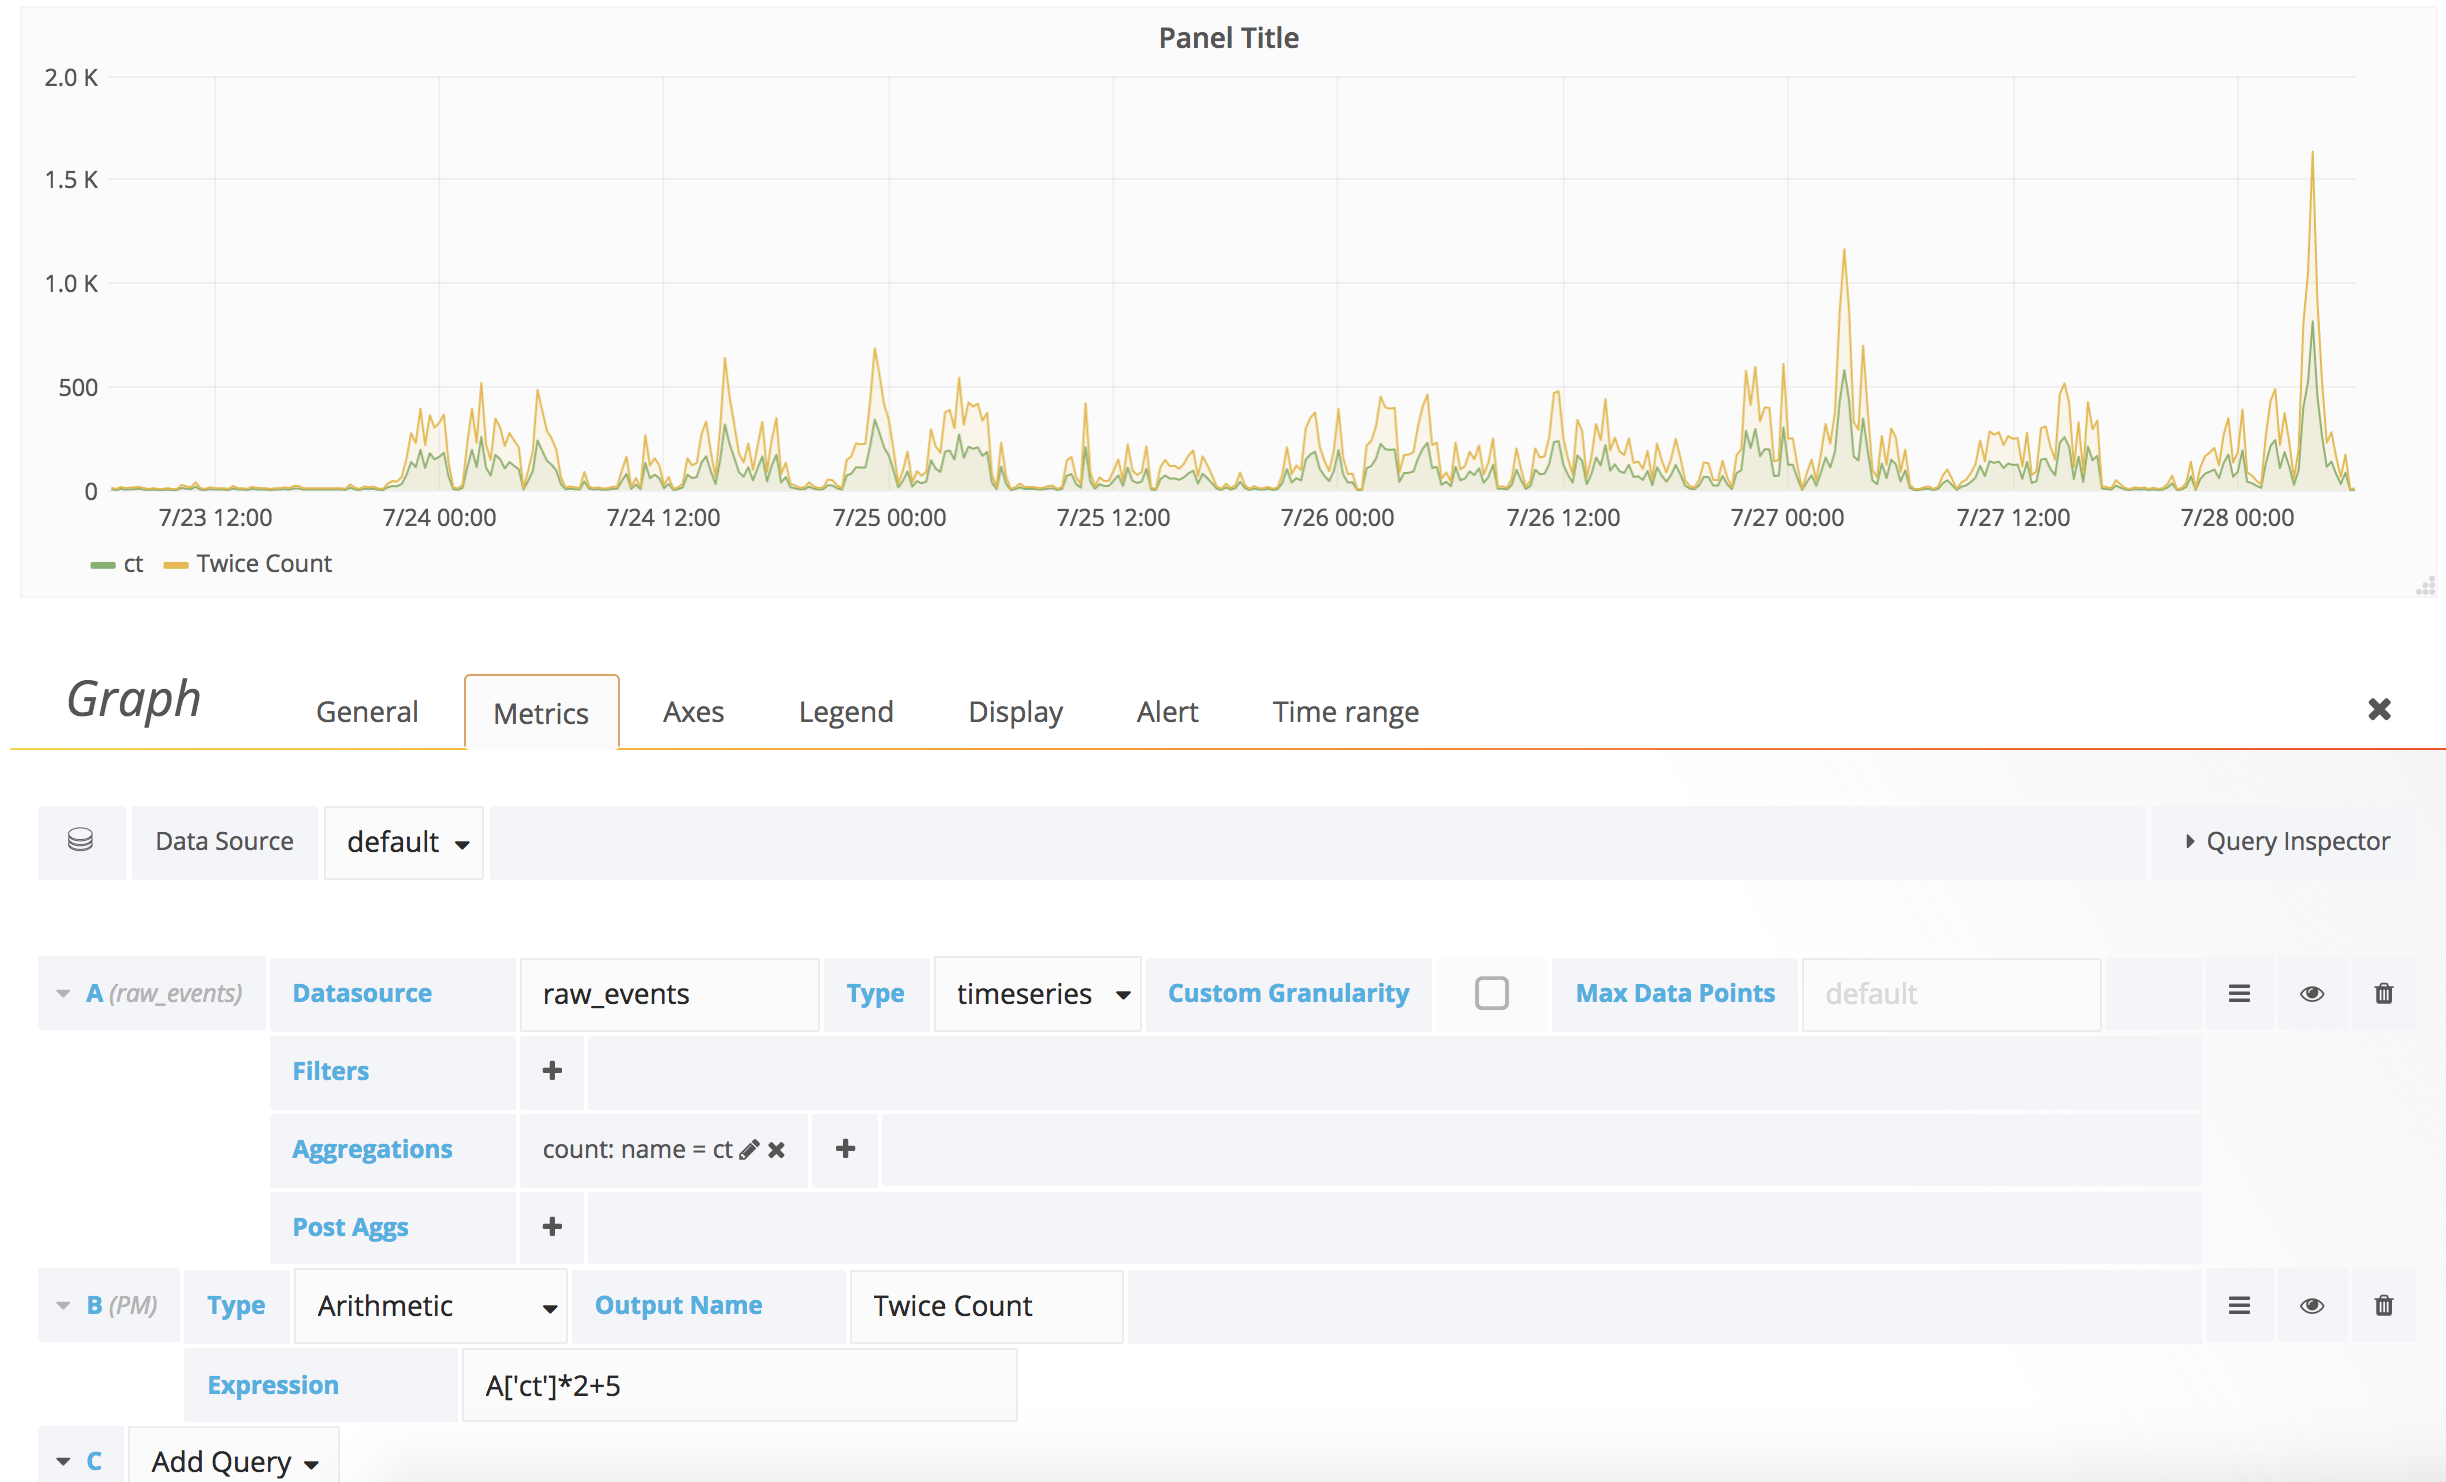 Panel Title
2.0 K
1.5 K
1.0 K
500
0
7/23 12:00 7/24 00:00 7/24 12:00 7/25 00:00 7/25 12:00 7/26 00:00 7/26 12:00 7/27 00:00 7/27 12:00 7/28 00:00
ct Twice Count
Graph General Metrics Axes Legend Display Alert Time range
Data Source default Query Inspector
A (raw_events) Datasource raw_events Type timeseries Custom Granularity Max Data Points default
Filters
Aggregations count: name = ct
Post Aggs
B (PM) Type Arithmetic Output Name Twice Count
Expression A['ct']*2+5
C Add Query